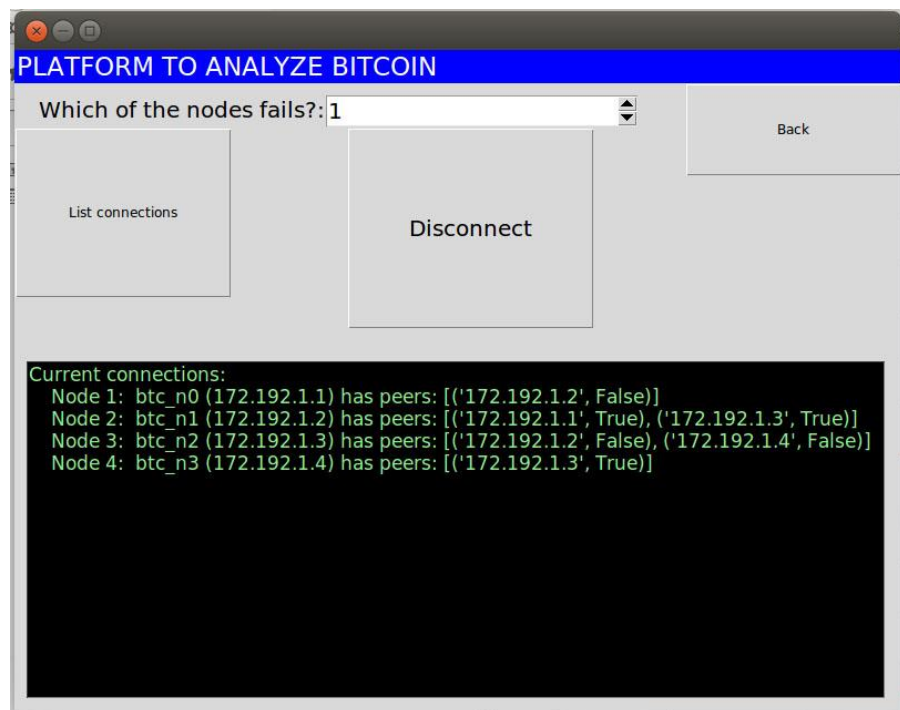 PLATFORM TO ANALYZE BITCOIN
Which of the nodes fails?: 1
Back
List connections
Disconnect
Current connections:
Node 1: btc_n0 (172.192.1.1) has peers: [('172.192.1.2', False)]
Node 2: btc_n1 (172.192.1.2) has peers: [('172.192.1.1', True), ('172.192.1.3', True)]
Node 3: btc_n2 (172.192.1.3) has peers: [('172.192.1.2', False), ('172.192.1.4', False)]
Node 4: btc_n3 (172.192.1.4) has peers: [('172.192.1.3', True)]